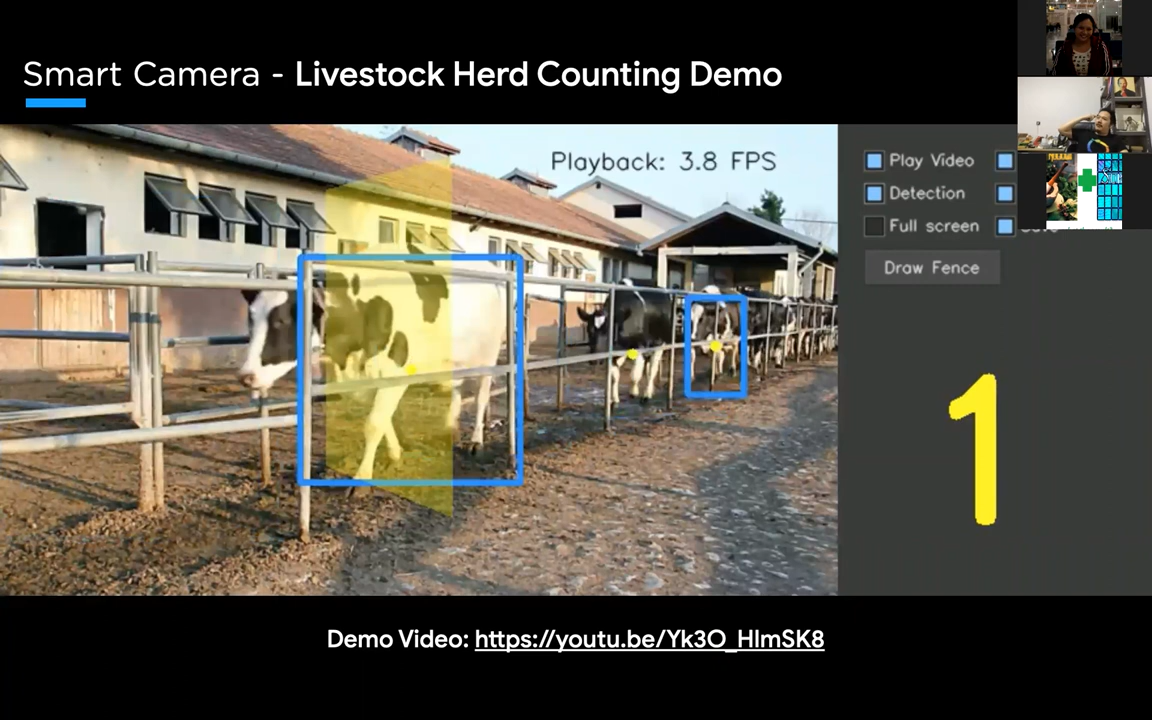 Smart Camera - Livestock Herd Counting Demo
Playback: 3.8 FPS
Play Video
Detection
Full screen
Draw Fence
1
Demo Video: https://youtu.be/Yk3O_HlmSK8